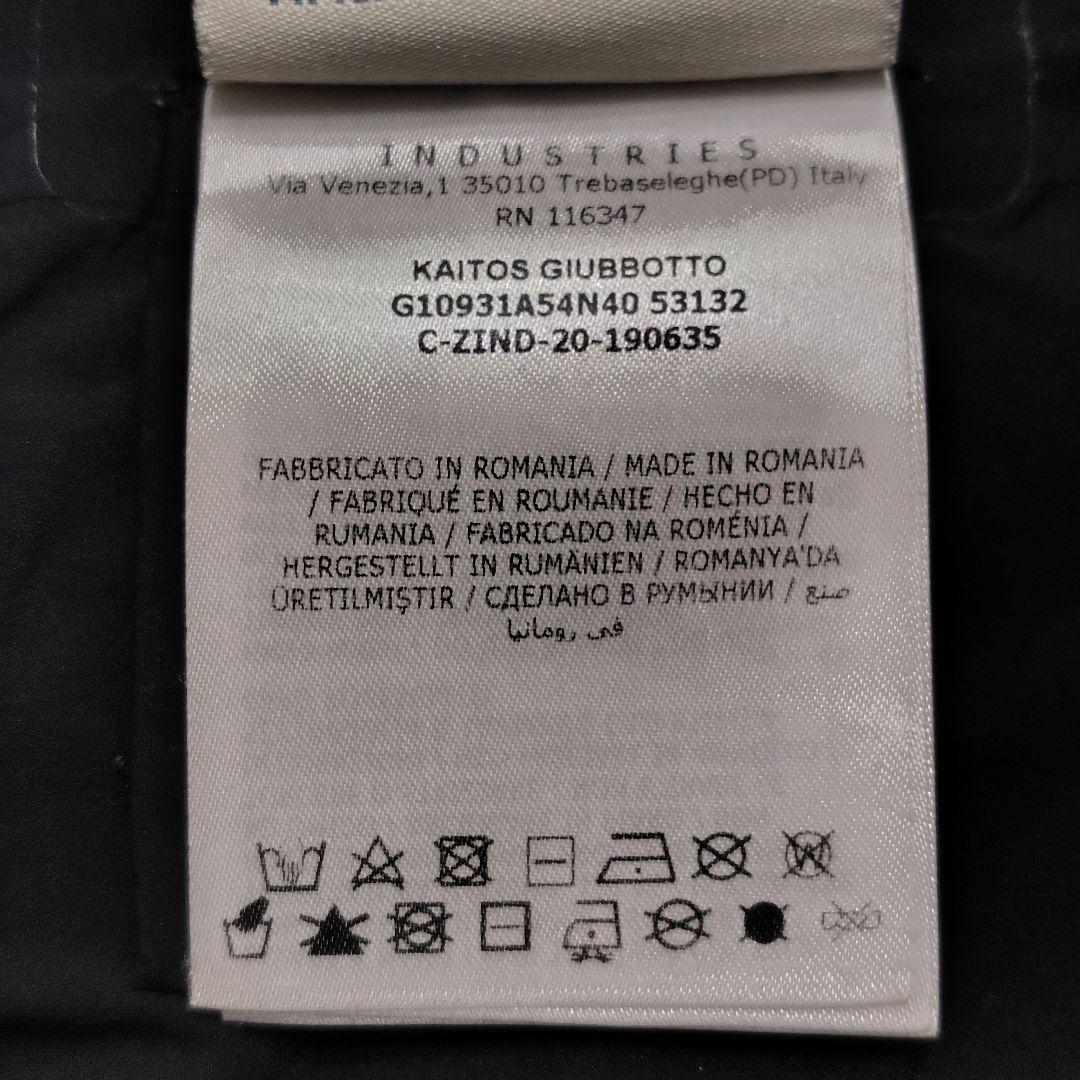 INDUSTRIES
Via Venezia,1 35010 Trebaseleghe(PD) Italy
RN 116347
KAITOS GIUBBOTTO
G10931A54N40 53132
C-ZIND-20-190635
FABBRICATO IN ROMANIA / MADE IN ROMANIA
/ FABRIQUÉ EN ROUMANIE / HECHO EN
RUMANIA / FABRICADO NA ROMÉNIA /
HERGESTELLT IN RUMÄNIEN / ROMANYA'DA
ÜRETILMIŞTIR / СДЕЛАНО В РУМЫНИИ / صنع
في رومانيا
W